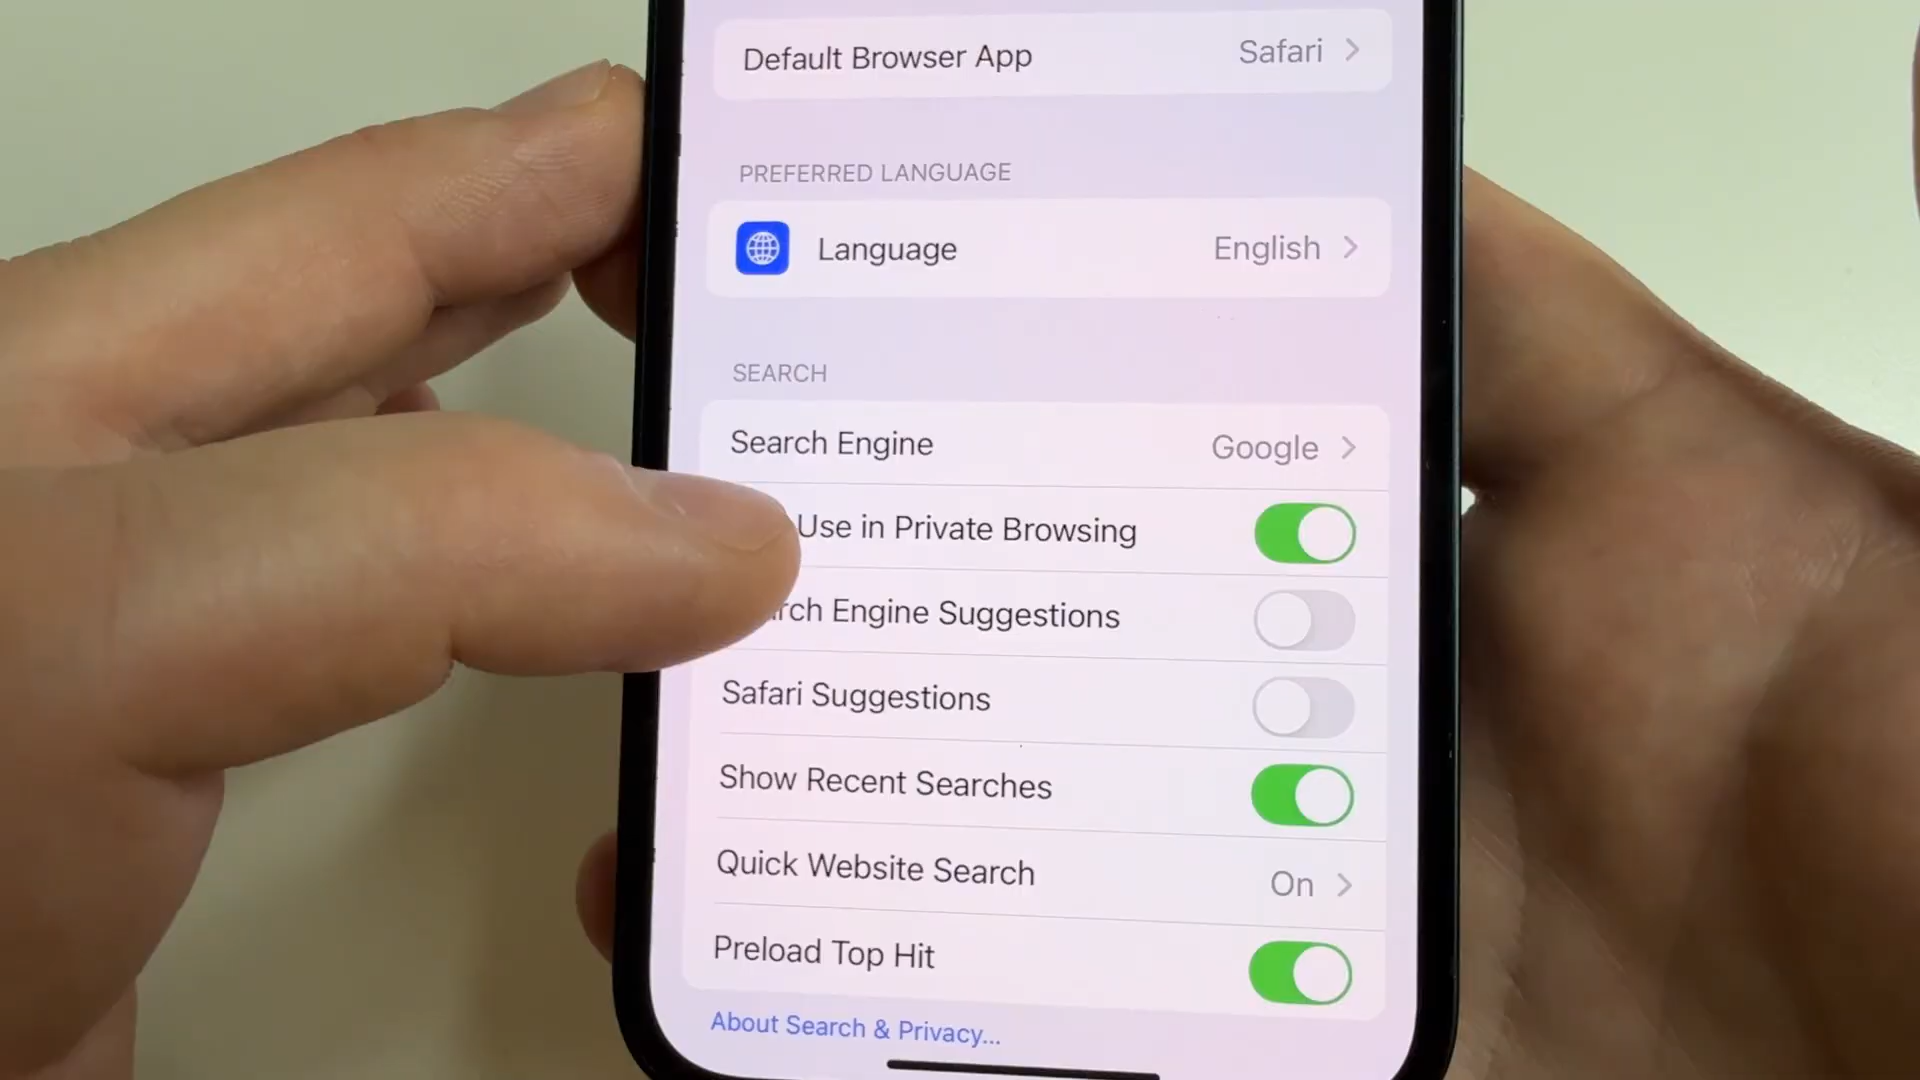 Default Browser App Safari
PREFERRED LANGUAGE
Language English
SEARCH
Search Engine Google
Use in Private Browsing
Engine Suggestions
Safari Suggestions
Show Recent Searches
Quick Website Search On
Preload Top Hit
About Search & Privacy...